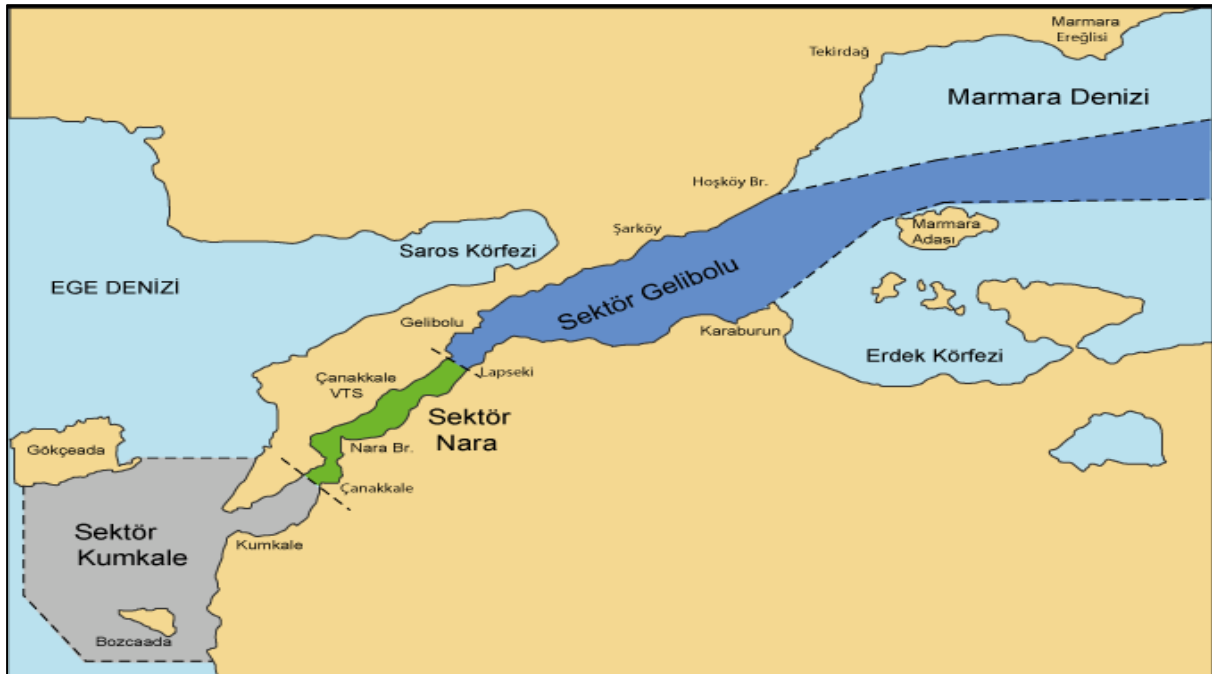 Marmara
Ereğlisi
Tekirdağ
Marmara Denizi
Hoşköy Br.
Şarköy
Marmara
Adası
Saros Körfezi
EGE DENİZİ
Sektör Gelibolu
Gelibolu
Karaburun
Erdek Körfezi
Lapseki
Çanakkale
VTS
Sektör
Nara
Nara Br.
Gökçeada
Çanakkale
Sektör
Kumkale
Kumkale
Bozcaada